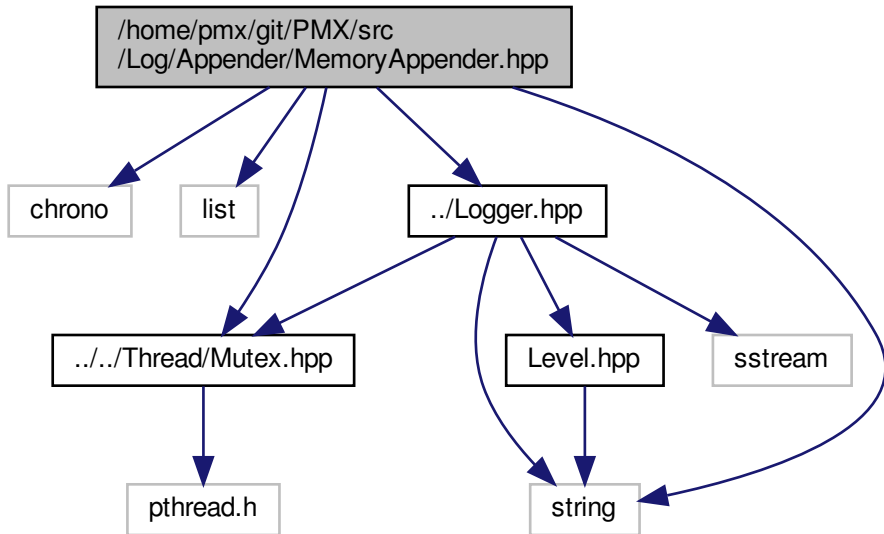 /home/pmx/git/PMX/src
/Log/Appender/MemoryAppender.hpp
chrono
list
../Logger.hpp
../../Thread/Mutex.hpp
Level.hpp
sstream
pthread.h
string